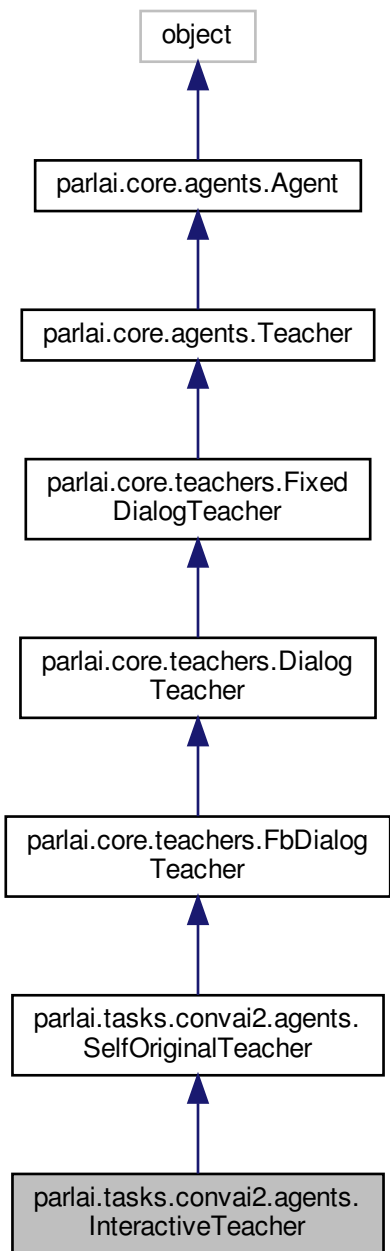 object
parlai.core.agents.Agent
parlai.core.agents.Teacher
parlai.core.teachers.Fixed
DialogTeacher
parlai.core.teachers.Dialog
Teacher
parlai.core.teachers.FbDialog
Teacher
parlai.tasks.convai2.agents.
SelfOriginalTeacher
parlai.tasks.convai2.agents.
InteractiveTeacher